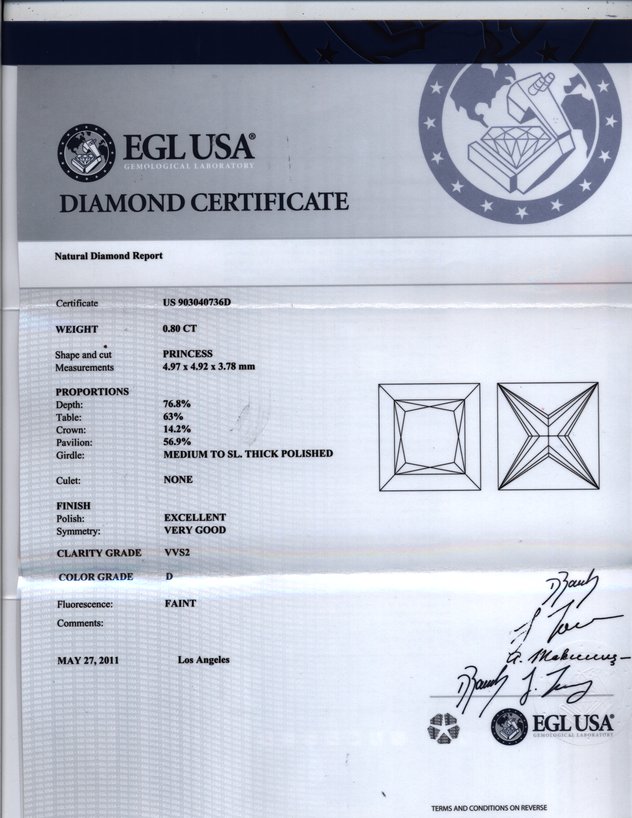 EGL USA®
GEMOLOGICAL LABORATORY
DIAMOND CERTIFICATE
Natural Diamond Report
Certificate US 903040736D
WEIGHT 0.80 CT
Shape and cut PRINCESS
Measurements 4.97 x 4.92 x 3.78 mm
PROPORTIONS
Depth: 76.8%
Table: 63%
Crown: 14.2%
Pavilion: 56.9%
Girdle: MEDIUM TO SL. THICK POLISHED
Culet: NONE
FINISH
Polish: EXCELLENT
Symmetry: VERY GOOD
CLARITY GRADE VVS2
COLOR GRADE D
Fluorescence: FAINT
Comments:
MAY 27, 2011 Los Angeles
EGL USA®
GEMOLOGICAL LABORATORY
TERMS AND CONDITIONS ON REVERSE